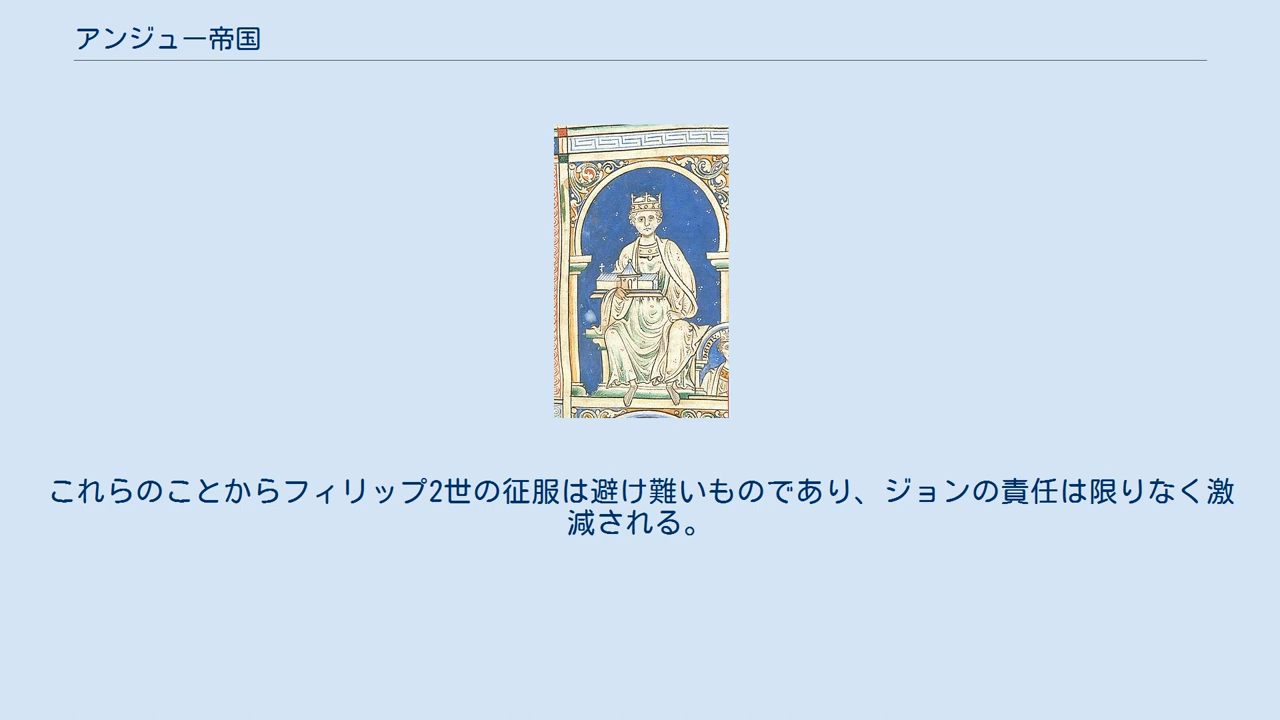 アンジュー帝国
これらのことからフィリップ2世の征服は避け難いものであり、ジョンの責任は限りなく激
減される。